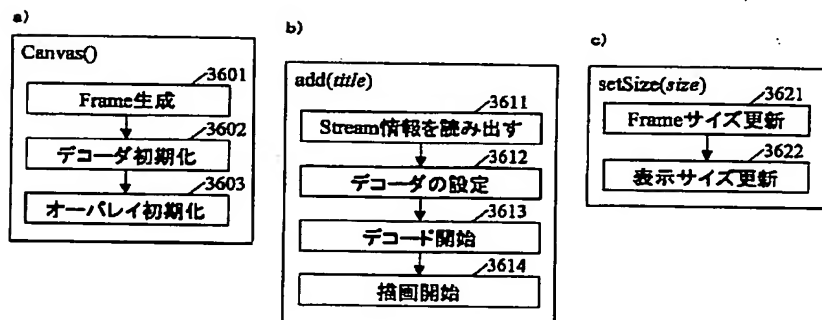 a)
Canvas()
3601
Frame生成
3602
デコーダ初期化
3603
オーバレイ初期化
b)
add(title)
3611
Stream情報を読み出す
3612
デコーダの設定
3613
デコード開始
3614
描画開始
c)
setSize(size)
3621
Frameサイズ更新
3622
表示サイズ更新